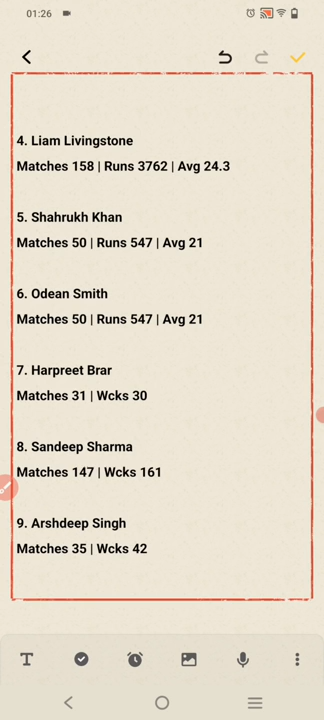 01:26
4. Liam Livingstone
Matches 158 | Runs 3762 | Avg 24.3
5. Shahrukh Khan
Matches 50 | Runs 547 | Avg 21
6. Odean Smith
Matches 50 | Runs 547 | Avg 21
7. Harpreet Brar
Matches 31 | Wcks 30
8. Sandeep Sharma
Matches 147 | Wcks 161
9. Arshdeep Singh
Matches 35 | Wcks 42
T